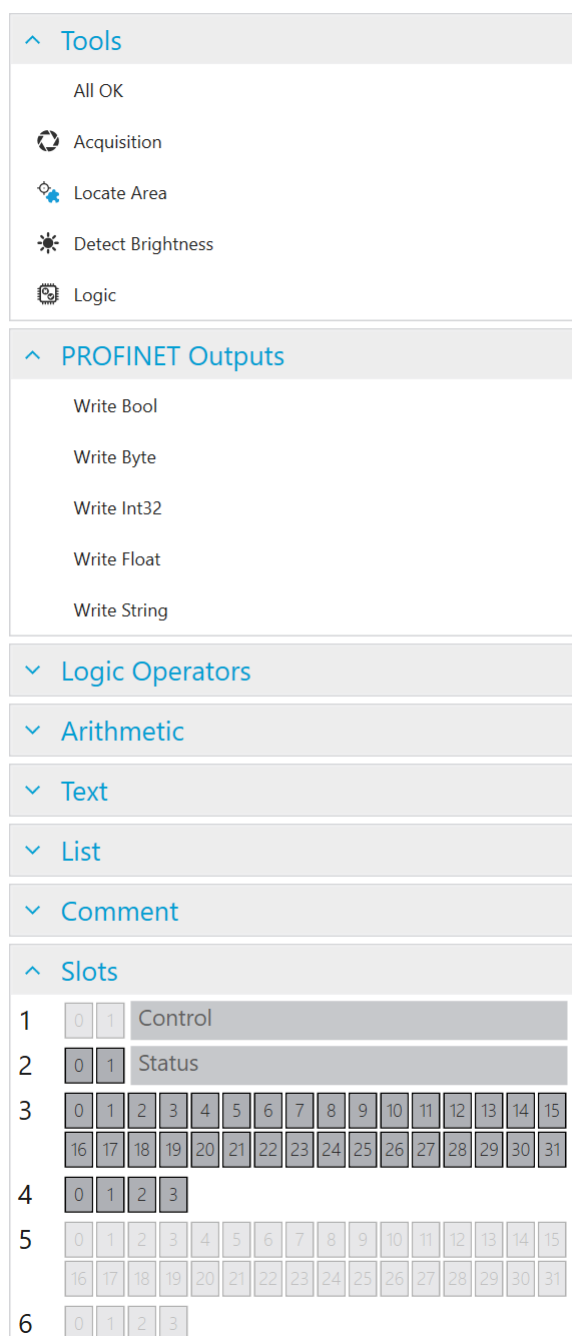 Tools
All OK
Acquisition
Locate Area
Detect Brightness
Logic
PROFINET Outputs
Write Bool
Write Byte
Write Int32
Write Float
Write String
Logic Operators
Arithmetic
Text
List
Comment
Slots
1 0 1 Control
2 0 1 Status
3 0 1 2 3 4 5 6 7 8 9 10 11 12 13 14 15
16 17 18 19 20 21 22 23 24 25 26 27 28 29 30 31
4 0 1 2 3
5 0 1 2 3 4 5 6 7 8 9 10 11 12 13 14 15
16 17 18 19 20 21 22 23 24 25 26 27 28 29 30 31
6 0 1 2 3